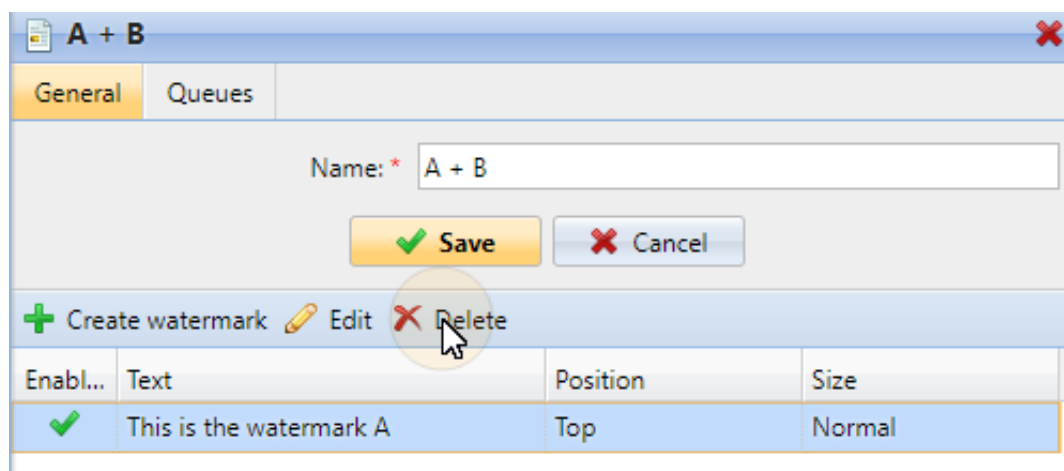 A + B
General Queues
Name: * A + B
Save Cancel
Create watermark Edit Delete
Enabl... Text Position Size
This is the watermark A Top Normal